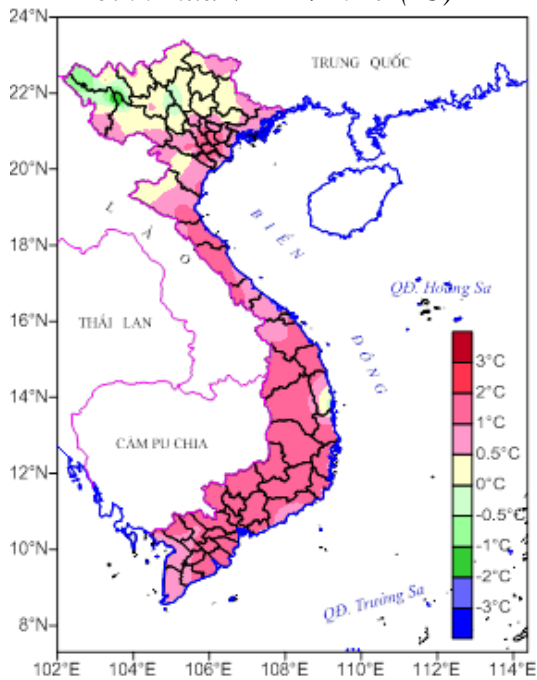 24°N
22°N
20°N
18°N
16°N
14°N
12°N
10°N
8°N
TRUNG QUỐC
LÀO
BIỂN
ĐÔNG
QĐ. Hoàng Sa
THÁI LAN
CĂM PU CHIA
QĐ. Trường Sa
3°C
2°C
1°C
0.5°C
0°C
-0.5°C
-1°C
-2°C
-3°C
102°E 104°E 106°E 108°E 110°E 112°E 114°E